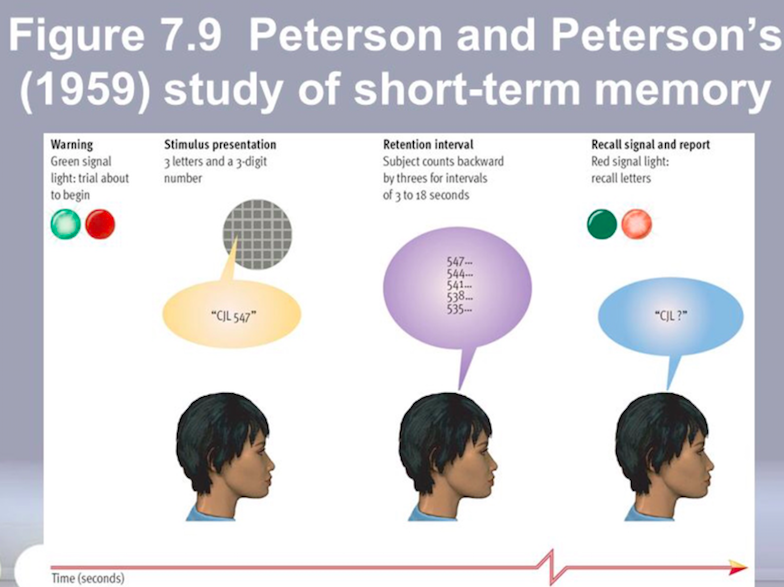 Figure 7.9 Peterson and Peterson's
(1959) study of short-term memory
Warning
Green signal
light: trial about
to begin
Stimulus presentation
3 letters and a 3-digit
number
"CJL 547"
Retention interval
Subject counts backward
by threes for intervals
of 3 to 18 seconds
547...
544...
541...
538...
535...
Recall signal and report
Red signal light:
recall letters
"CJL ?"
Time (seconds)